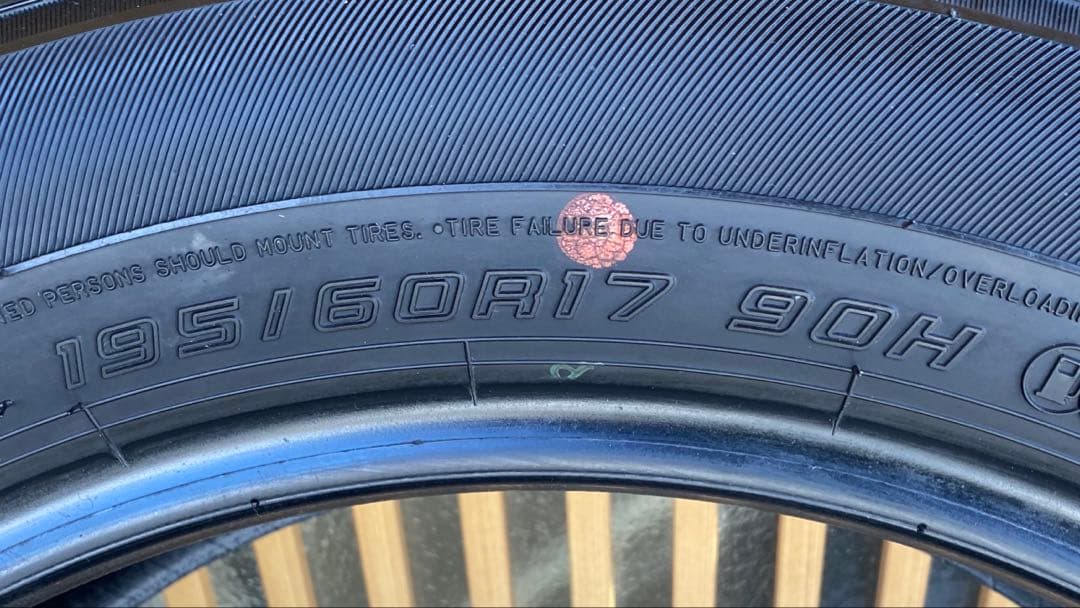 PERSONS SHOULD MOUNT TIRES. •TIRE FAILURE DUE TO UNDERINFLATION/OVERLOADI
195/60R17 90H